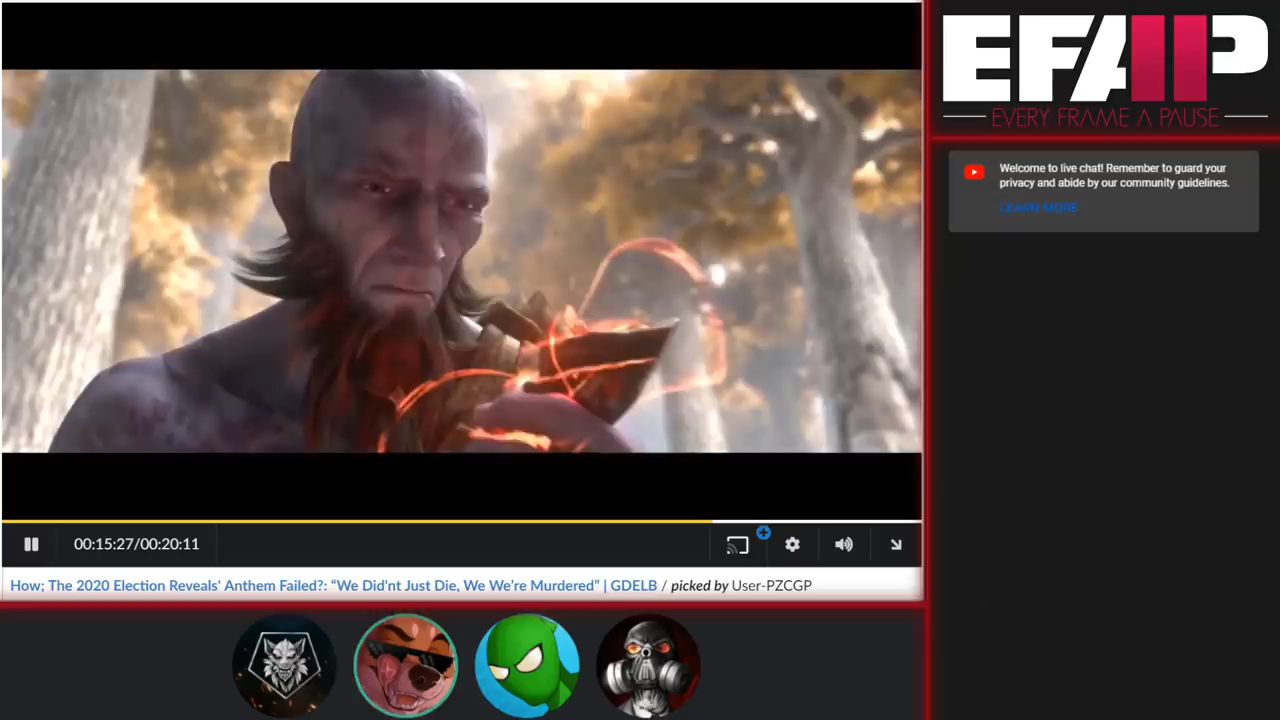 EFAP
EVERY FRAME A PAUSE
Welcome to live chat! Remember to guard your
privacy and abide by our community guidelines.
LEARN MORE
00:15:27/00:20:11
How; The 2020 Election Reveals' Anthem Failed?: “We Did'nt Just Die, We We’re Murdered” | GDELB / picked by User-PZCGP